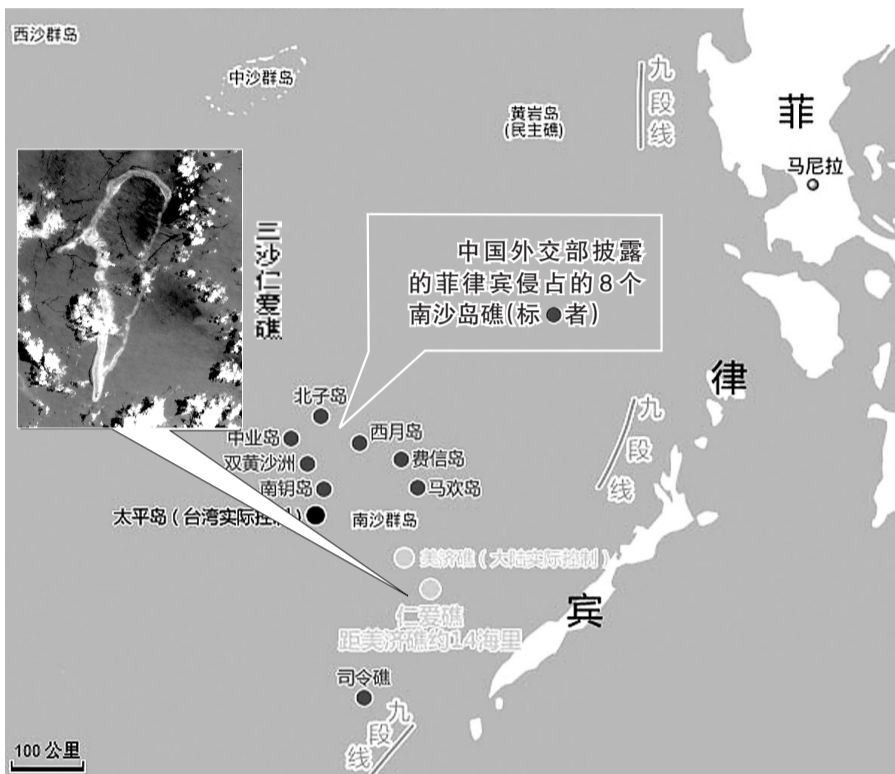 西沙群岛
中沙群岛
黄岩岛
(民主礁)
九段线
菲
马尼拉
三沙仁爱礁
中国外交部披露
的菲律宾侵占的8个
南沙岛礁(标●者)
律
北子岛
中业岛
西月岛
双黄沙洲
费信岛
南钥岛
马欢岛
九段线
太平岛(台湾实际控制)
南沙群岛
美济礁(大陆实际控制)
仁爱礁
距美济礁约14海里
宾
司令礁
九段线
100公里